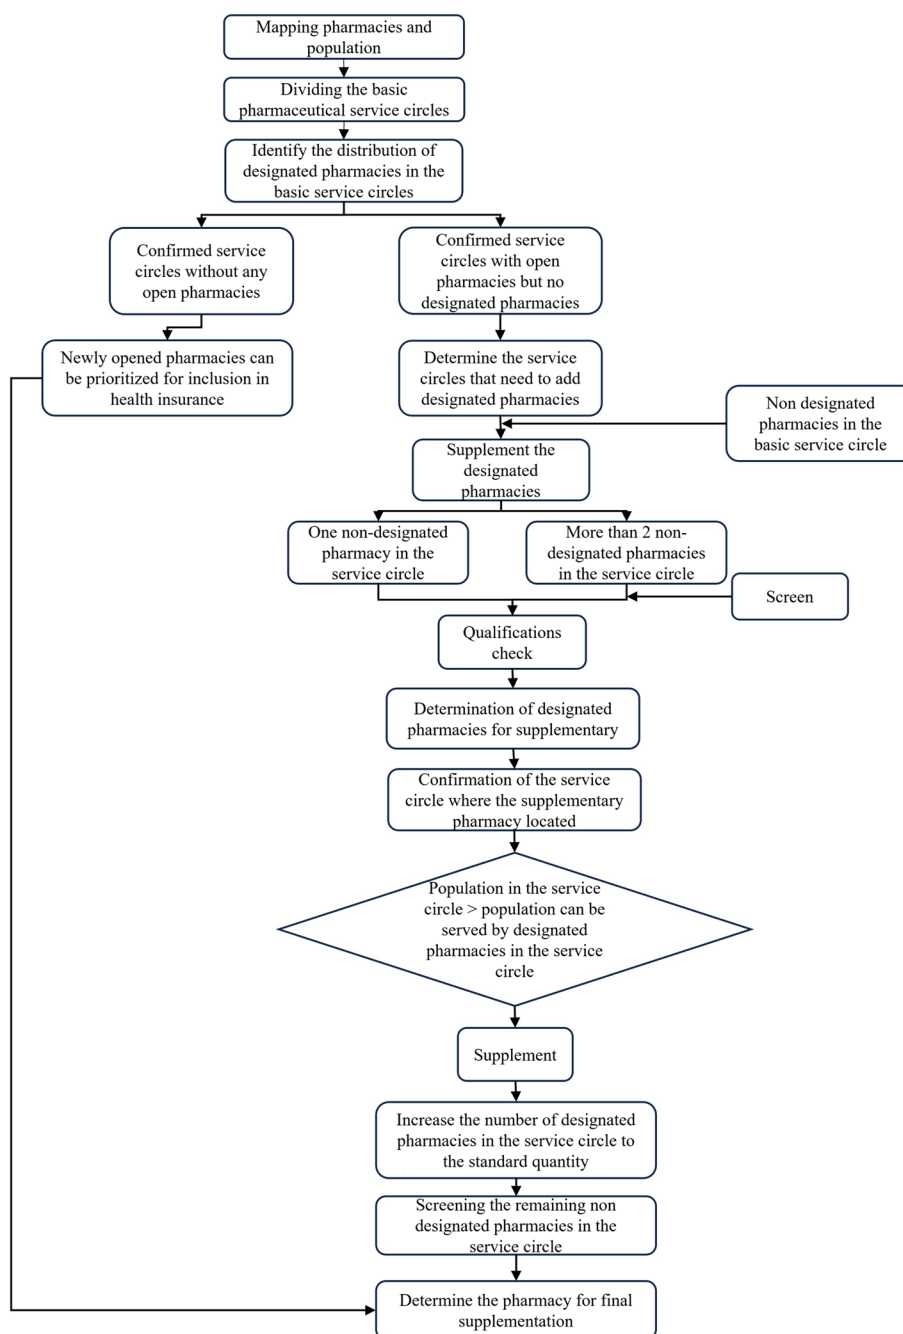 Mapping pharmacies and
population
Dividing the basic
pharmaceutical service circles
Identify the distribution of
designated pharmacies in the
basic service circles
Confirmed service
circles without any
open pharmacies
Confirmed service
circles with open
pharmacies but no
designated pharmacies
Newly opened pharmacies can
be prioritized for inclusion in
health insurance
Determine the service
circles that need to add
designated pharmacies
Non designated
pharmacies in the
basic service circle
Supplement the
designated
pharmacies
One non-designated
pharmacy in the
service circle
More than 2 non-
designated pharmacies
in the service circle
Screen
Qualifications
check
Determination of designated
pharmacies for supplementary
Confirmation of the service
circle where the supplementary
pharmacy located
Population in the service
circle > population can be
served by designated
pharmacies in the service
circle
Supplement
Increase the number of designated
pharmacies in the service circle to
the standard quantity
Screening the remaining non
designated pharmacies in the
service circle
Determine the pharmacy for final
supplementation